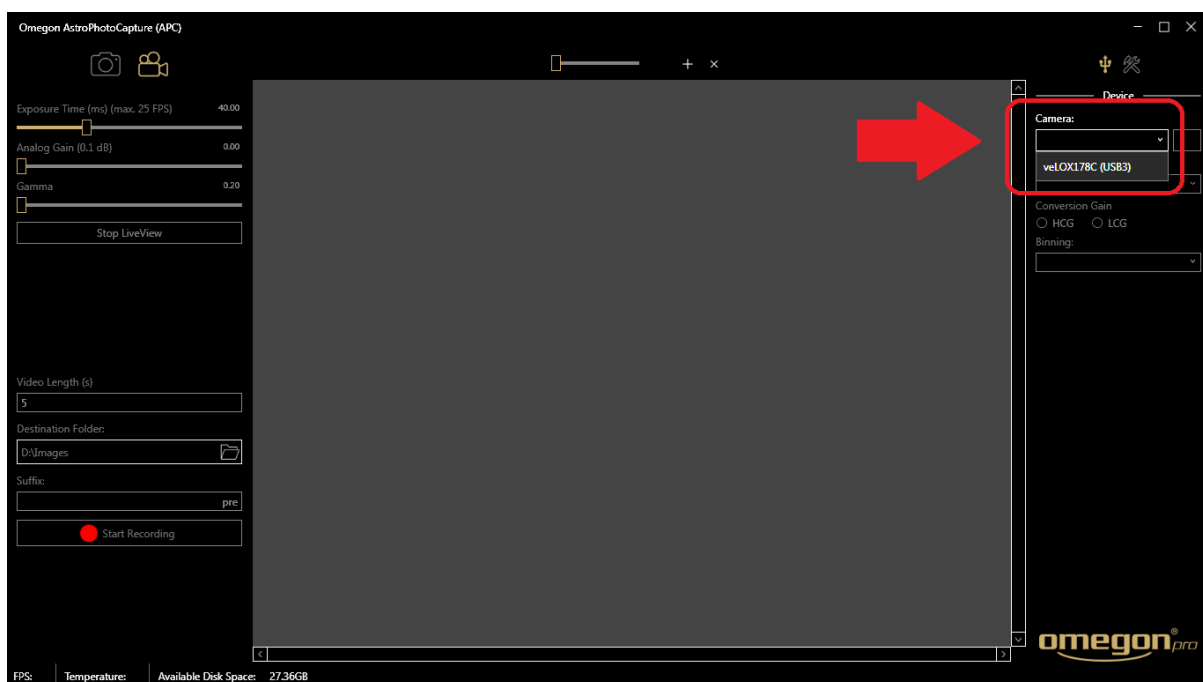 Omegon AstroPhotoCapture (APC)
Exposure Time (ms) (max. 25 FPS) 40.00
Analog Gain (0.1 dB) 0.00
Gamma 0.20
Stop LiveView
Video Length (s)
5
Destination Folder:
D:\Images
Suffix:
pre
Start Recording
Device
Camera:
veLOX178C (USB3)
Conversion Gain
HCG LCG
Binning:
omegon® pro
FPS: Temperature: Available Disk Space: 27.36GB